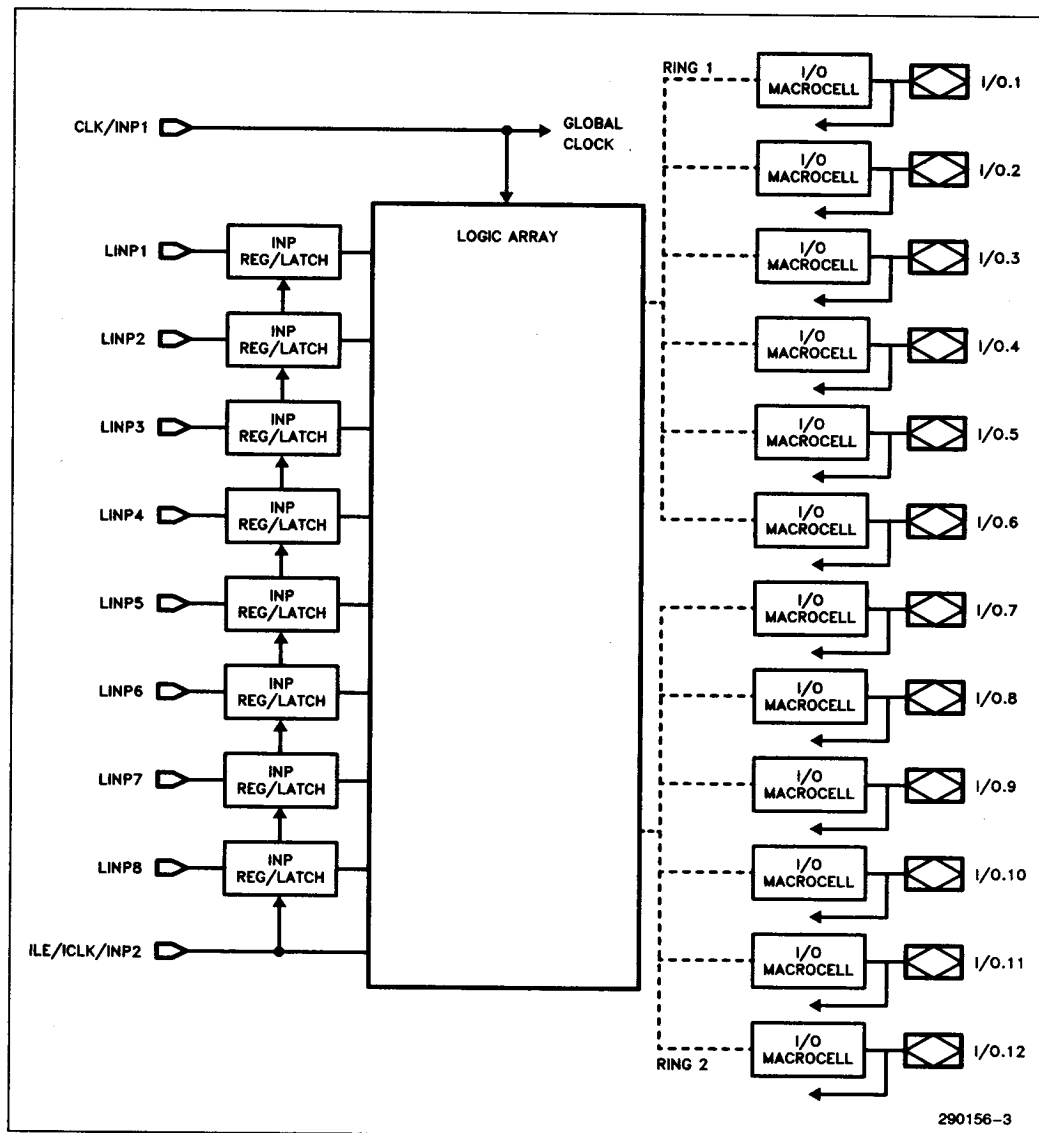 CLK/INP1
GLOBAL
CLOCK
LOGIC ARRAY
LINP1
INP
REG/LATCH
LINP2
INP
REG/LATCH
LINP3
INP
REG/LATCH
LINP4
INP
REG/LATCH
LINP5
INP
REG/LATCH
LINP6
INP
REG/LATCH
LINP7
INP
REG/LATCH
LINP8
INP
REG/LATCH
ILE/ICLK/INP2
RING 1
I/O
MACROCELL
I/O.1
I/O
MACROCELL
I/O.2
I/O
MACROCELL
I/O.3
I/O
MACROCELL
I/O.4
I/O
MACROCELL
I/O.5
I/O
MACROCELL
I/O.6
I/O
MACROCELL
I/O.7
I/O
MACROCELL
I/O.8
I/O
MACROCELL
I/O.9
I/O
MACROCELL
I/O.10
I/O
MACROCELL
I/O.11
RING 2
I/O
MACROCELL
I/O.12
290156-3